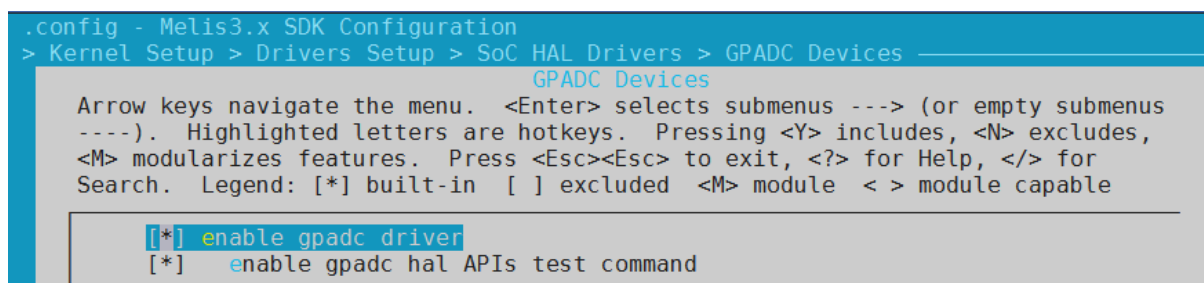 .config - Melis3.x SDK Configuration
> Kernel Setup > Drivers Setup > SoC HAL Drivers > GPADC Devices
GPADC Devices
Arrow keys navigate the menu. <Enter> selects submenus ---> (or empty submenus
----). Highlighted letters are hotkeys. Pressing <Y> includes, <N> excludes,
<M> modularizes features. Press <Esc><Esc> to exit, <?> for Help, </> for
Search. Legend: [*] built-in [ ] excluded <M> module < > module capable
[*] enable gpadc driver
[*] enable gpadc hal APIs test command